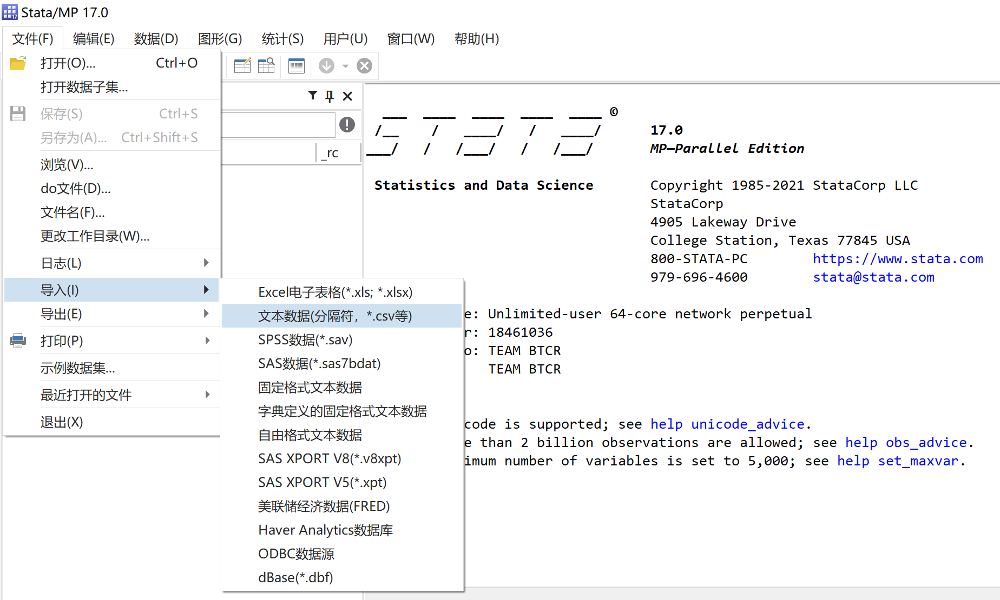 Stata/MP 17.0
文件(F) 编辑(E) 数据(D) 图形(G) 统计(S) 用户(U) 窗口(W) 帮助(H)
打开(O)... Ctrl+O
打开数据子集...
保存(S) Ctrl+S
另存为(A)... Ctrl+Shift+S
浏览(V)...
do文件(D)...
文件名(F)...
更改工作目录(W)...
日志(L)
导入(I)
导出(E)
打印(P)
示例数据集...
最近打开的文件
退出(X)
Excel电子表格(*.xls; *.xlsx)
文本数据(分隔符，*.csv等)
SPSS数据(*.sav)
SAS数据(*.sas7bdat)
固定格式文本数据
字典定义的固定格式文本数据
自由格式文本数据
SAS XPORT V8(*.v8xpt)
SAS XPORT V5(*.xpt)
美联储经济数据(FRED)
Haver Analytics数据库
ODBC数据源
dBase(*.dbf)
_rc
___ ____ ____ ____ ____ ©
/__ / ____/ / ____/ 17.0
___/ / /___/ / /___/ MP—Parallel Edition
Statistics and Data Science Copyright 1985-2021 StataCorp LLC
StataCorp
4905 Lakeway Drive
College Station, Texas 77845 USA
800-STATA-PC https://www.stata.com
979-696-4600 stata@stata.com
e: Unlimited-user 64-core network perpetual
r: 18461036
o: TEAM BTCR
TEAM BTCR
code is supported; see help unicode_advice.
e than 2 billion observations are allowed; see help obs_advice.
imum number of variables is set to 5,000; see help set_maxvar.